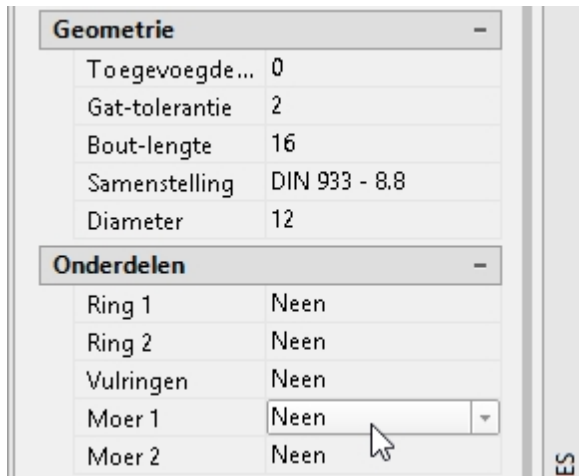 Geometrie
Toegevoegde... 0
Gat-tolerantie 2
Bout-lengte 16
Samenstelling DIN 933 - 8.8
Diameter 12
Onderdelen
Ring 1 Neen
Ring 2 Neen
Vulringen Neen
Moer 1 Neen
Moer 2 Neen
ES